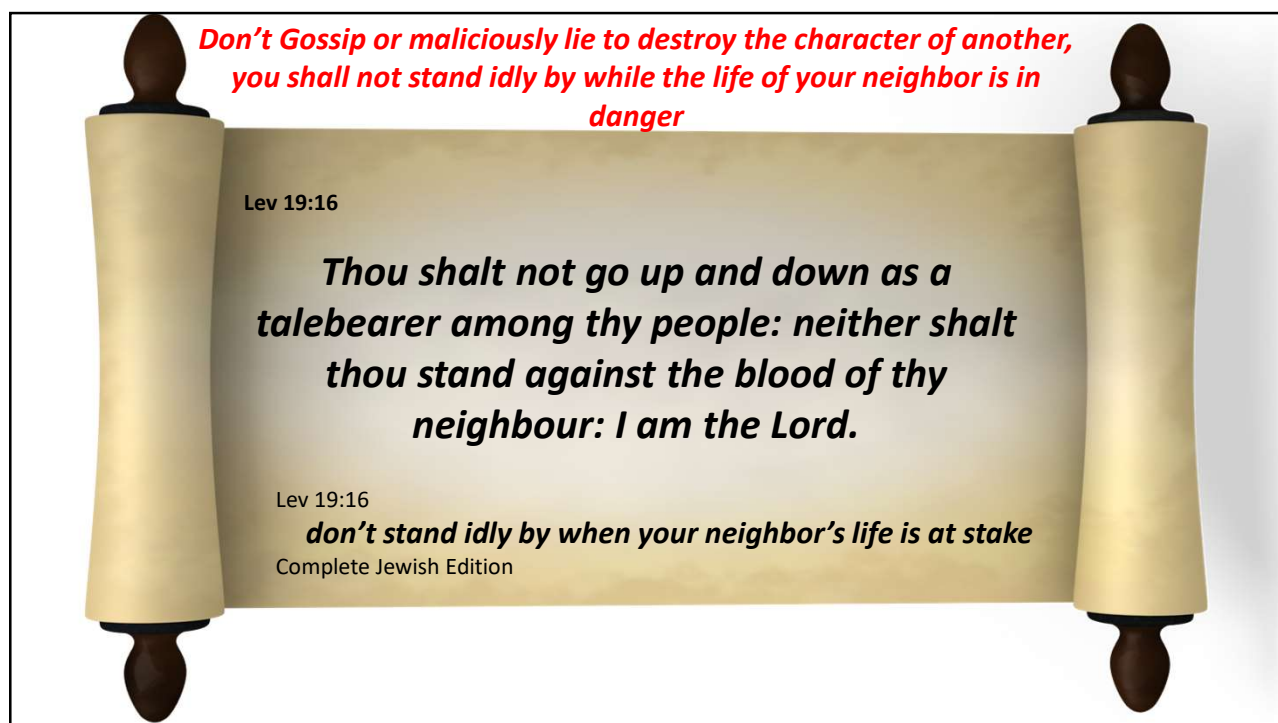 Don’t Gossip or maliciously lie to destroy the character of another,
you shall not stand idly by while the life of your neighbor is in
danger
Lev 19:16
Thou shalt not go up and down as a
talebearer among thy people: neither shalt
thou stand against the blood of thy
neighbour: I am the Lord.
Lev 19:16
don’t stand idly by when your neighbor’s life is at stake
Complete Jewish Edition